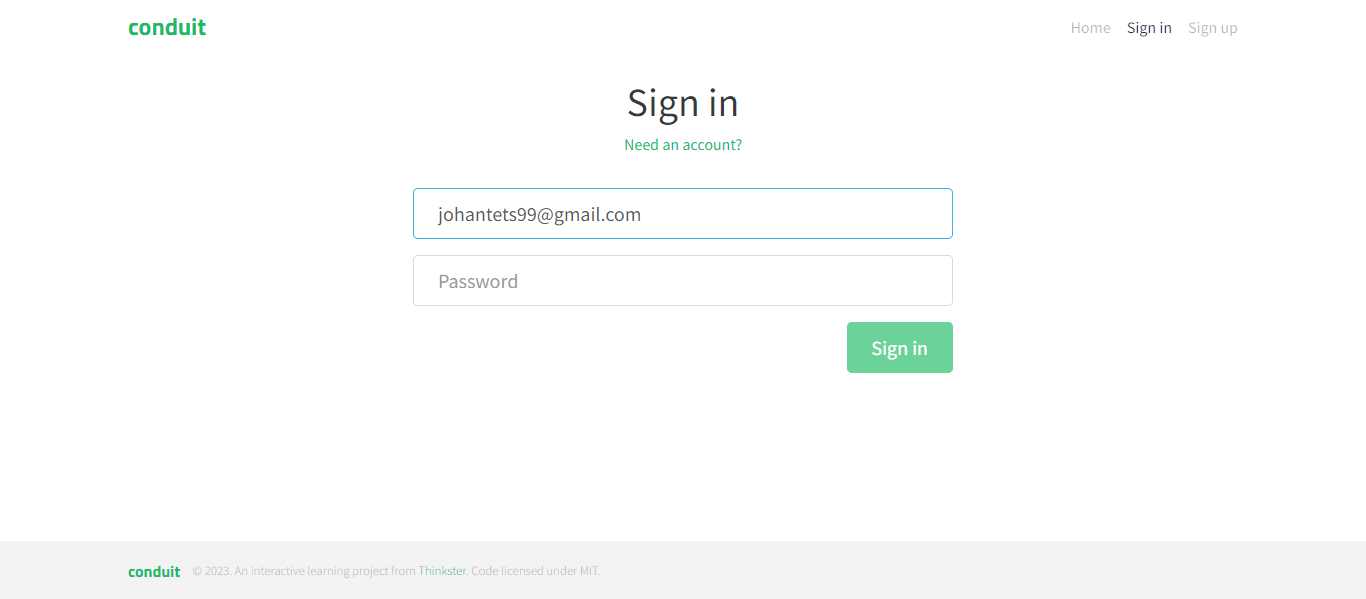 conduit
Home Sign in Sign up
Sign in
Need an account?
johantets99@gmail.com
Password
Sign in
conduit © 2023. An interactive learning project from Thinkster. Code licensed under MIT.